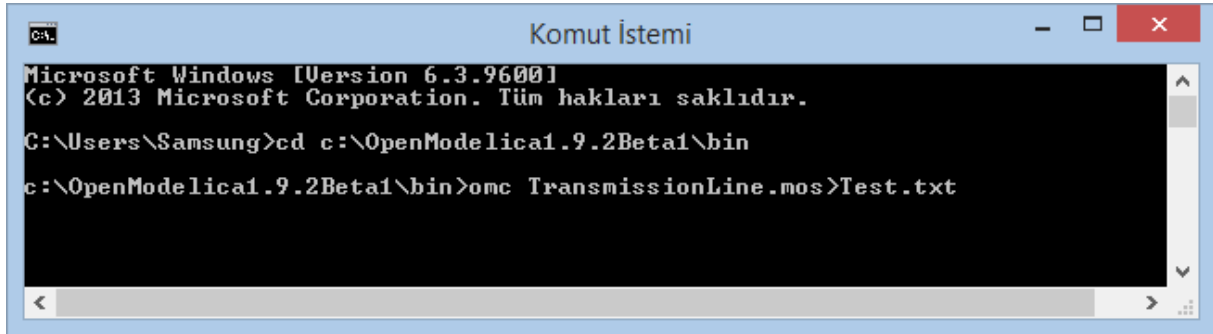 Komut İstemi
Microsoft Windows [Version 6.3.9600]
(c) 2013 Microsoft Corporation. Tüm hakları saklıdır.
C:\Users\Samsung>cd c:\OpenModelica1.9.2Beta1\bin
c:\OpenModelica1.9.2Beta1\bin>omc TransmissionLine.mos>Test.txt